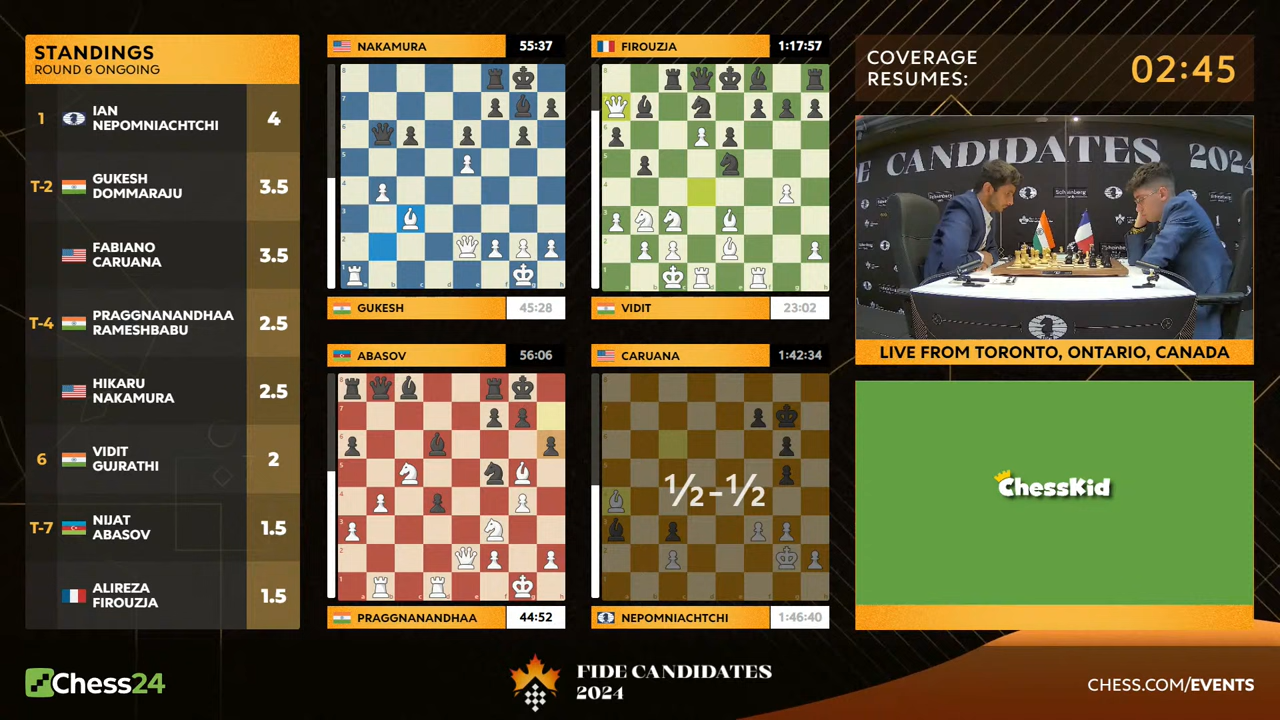 STANDINGS
ROUND 6 ONGOING
1
IAN
NEPOMNIACHTCHI
4
T-2
GUKESH
DOMMARAJU
3.5
FABIANO
CARUANA
3.5
T-4
PRAGGNANANDHAA
RAMESHBABU
2.5
HIKARU
NAKAMURA
2.5
6
VIDIT
GUJRATHI
2
T-7
NIJAT
ABASOV
1.5
ALIREZA
FIROUZJA
1.5
NAKAMURA
55:37
GUKESH
45:28
FIROUZJA
1:17:57
VIDIT
23:02
ABASOV
56:06
PRAGGNANANDHAA
44:52
CARUANA
1:42:34
½-½
NEPOMNIACHTCHI
1:46:40
COVERAGE
RESUMES:
02:45
E CANDIDATES 2024
LIVE FROM TORONTO, ONTARIO, CANADA
ChessKid
Chess24
FIDE CANDIDATES
2024
CHESS.COM/EVENTS